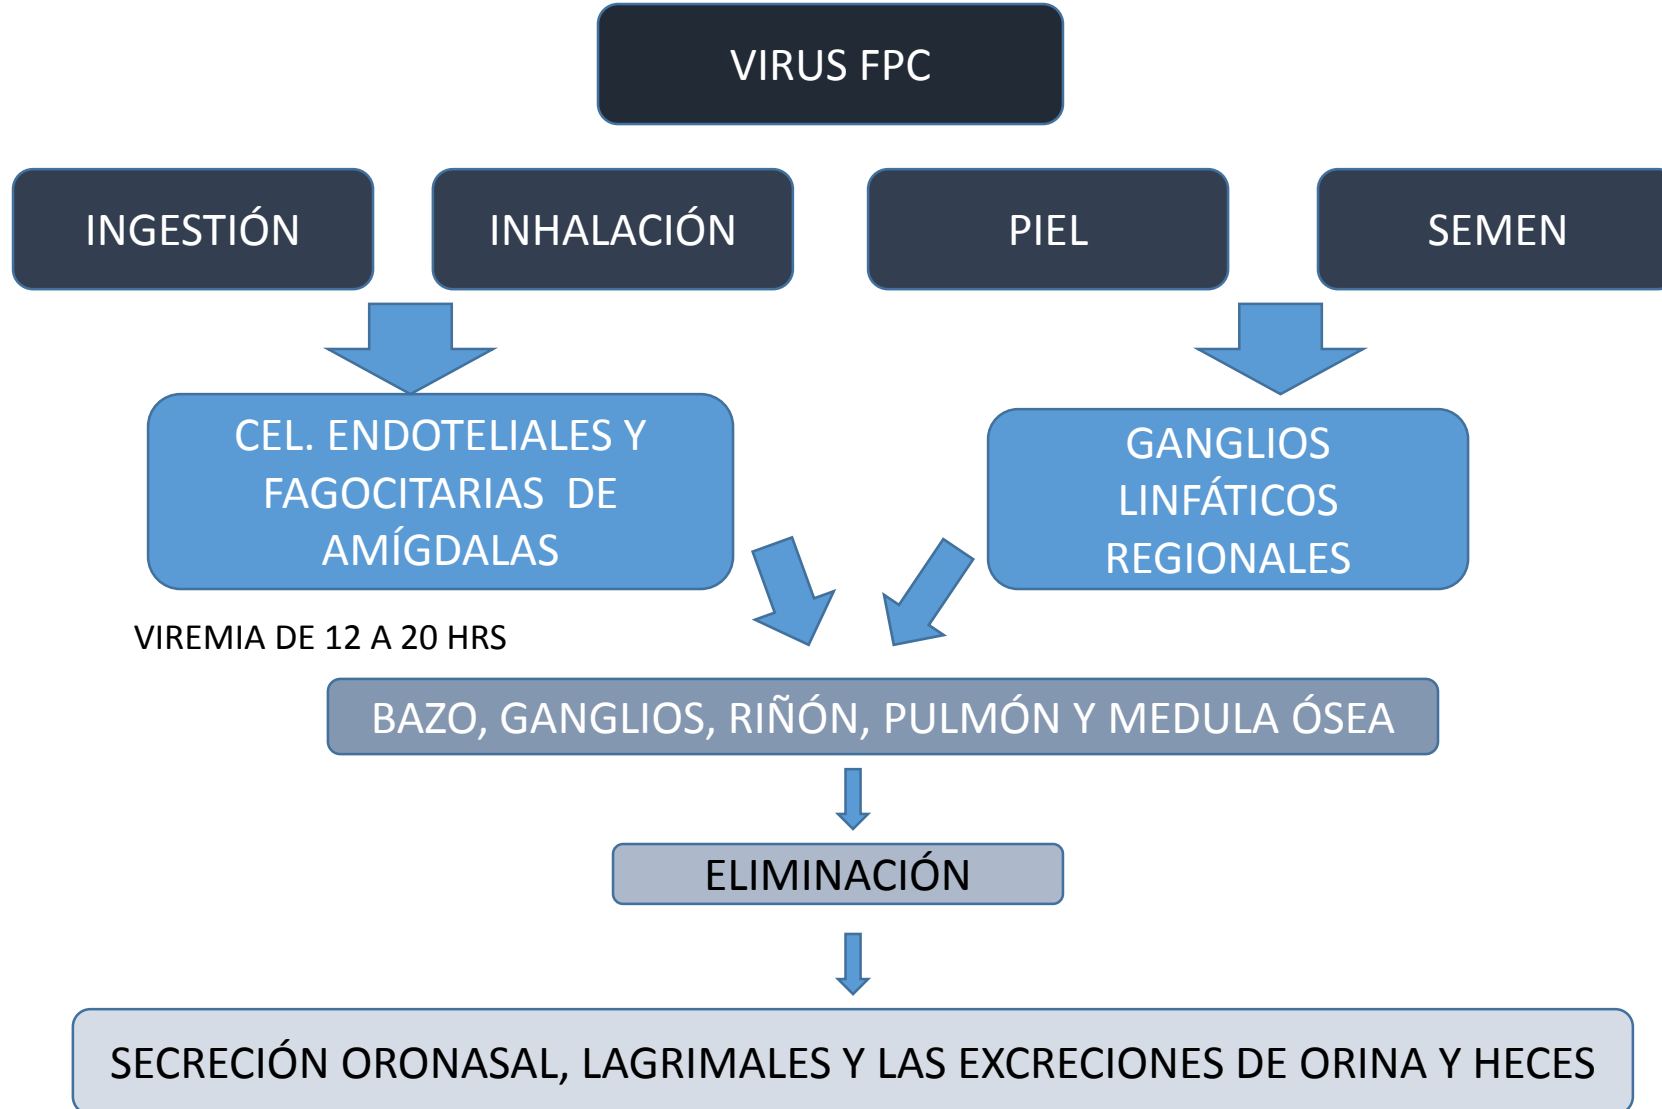 VIRUS FPC
INGESTIÓN
INHALACIÓN
PIEL
SEMEN
CEL. ENDOTELIALES Y
FAGOCITARIAS DE
AMÍGDALAS
GANGLIOS
LINFÁTICOS
REGIONALES
VIREMIA DE 12 A 20 HRS
BAZO, GANGLIOS, RIÑÓN, PULMÓN Y MEDULA ÓSEA
ELIMINACIÓN
SECRECIÓN ORONASAL, LAGRIMALES Y LAS EXCRECIONES DE ORINA Y HECES